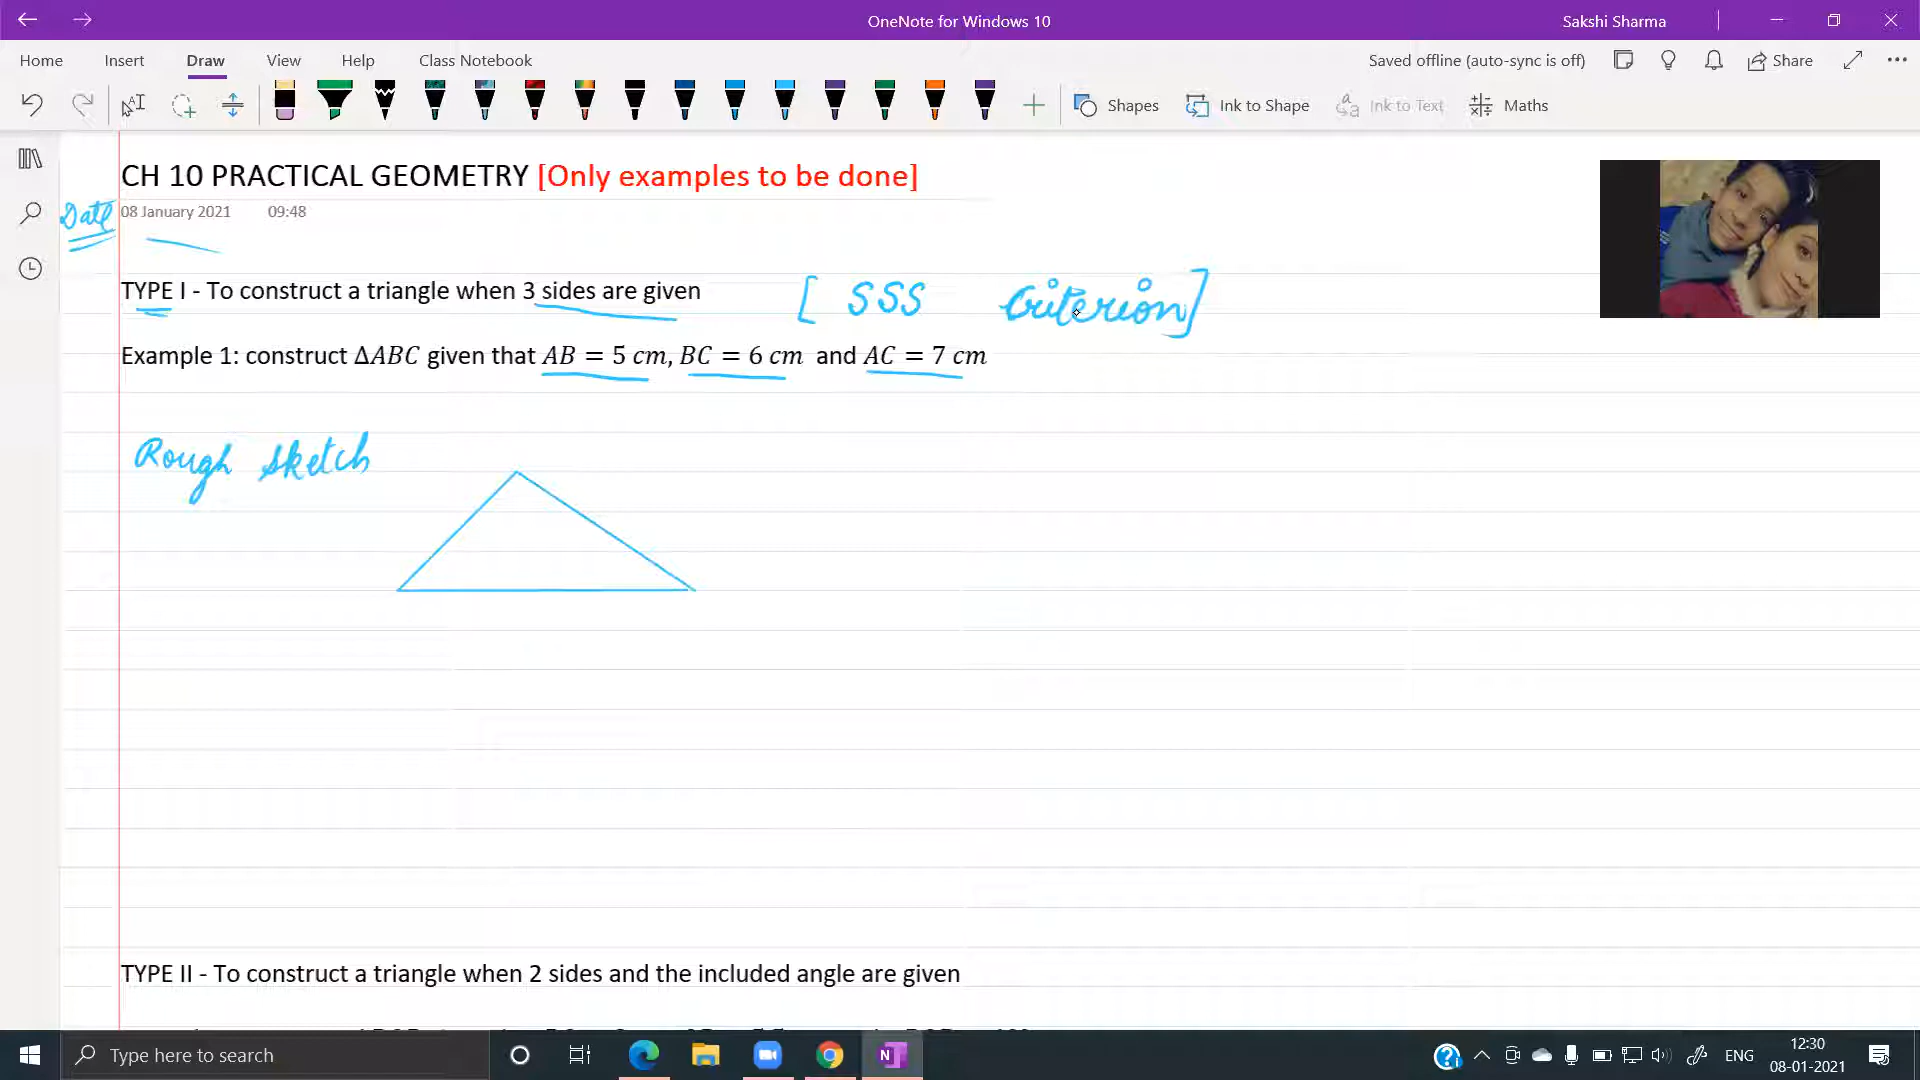 OneNote for Windows 10
Sakshi Sharma
Home Insert Draw View Help Class Notebook
Saved offline (auto-sync is off) Share
Shapes Ink to Shape Ink to Text Maths
CH 10 PRACTICAL GEOMETRY [Only examples to be done]
Date 08 January 2021 09:48
TYPE I - To construct a triangle when 3 sides are given [ SSS Criterion]
Example 1: construct ΔABC given that AB = 5 cm, BC = 6 cm and AC = 7 cm
Rough Sketch
TYPE II - To construct a triangle when 2 sides and the included angle are given
Type here to search
ENG
12:30
08-01-2021